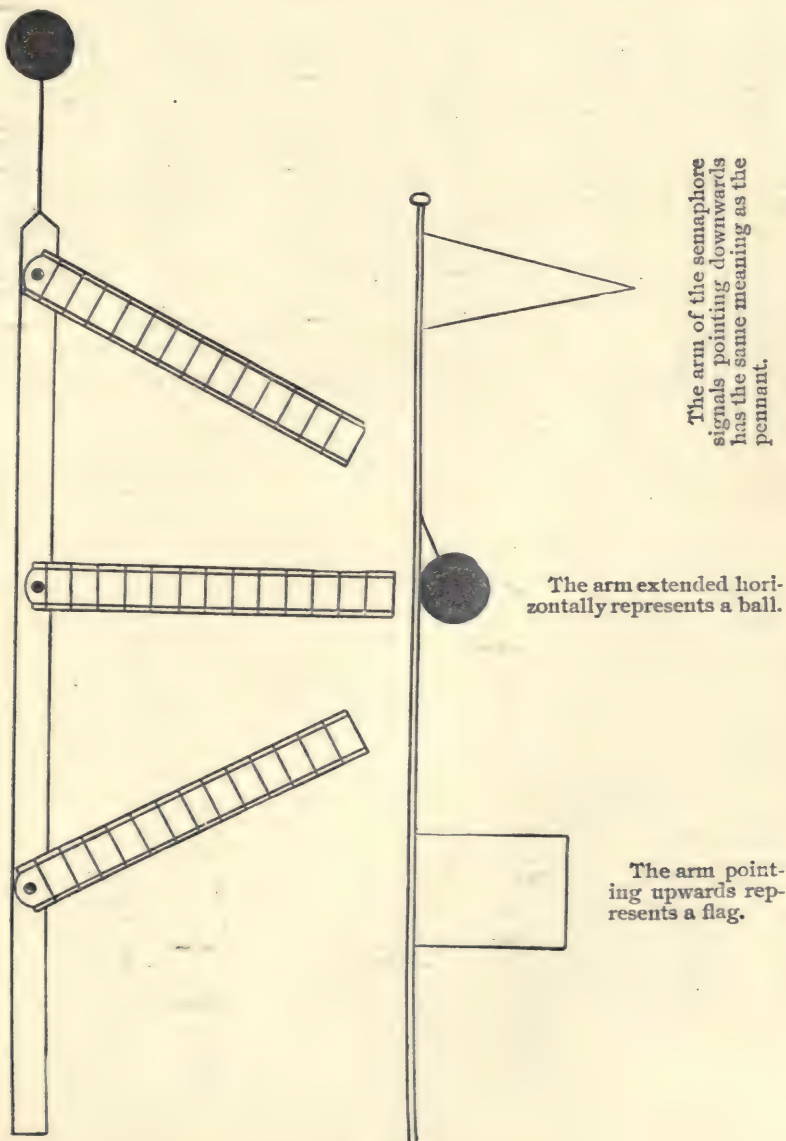 The arm of the semaphore
signals pointing downwards
has the same meaning as the
pennant.
The arm extended hori-
zontally represents a ball.
The arm point-
ing upwards rep-
resents a flag.